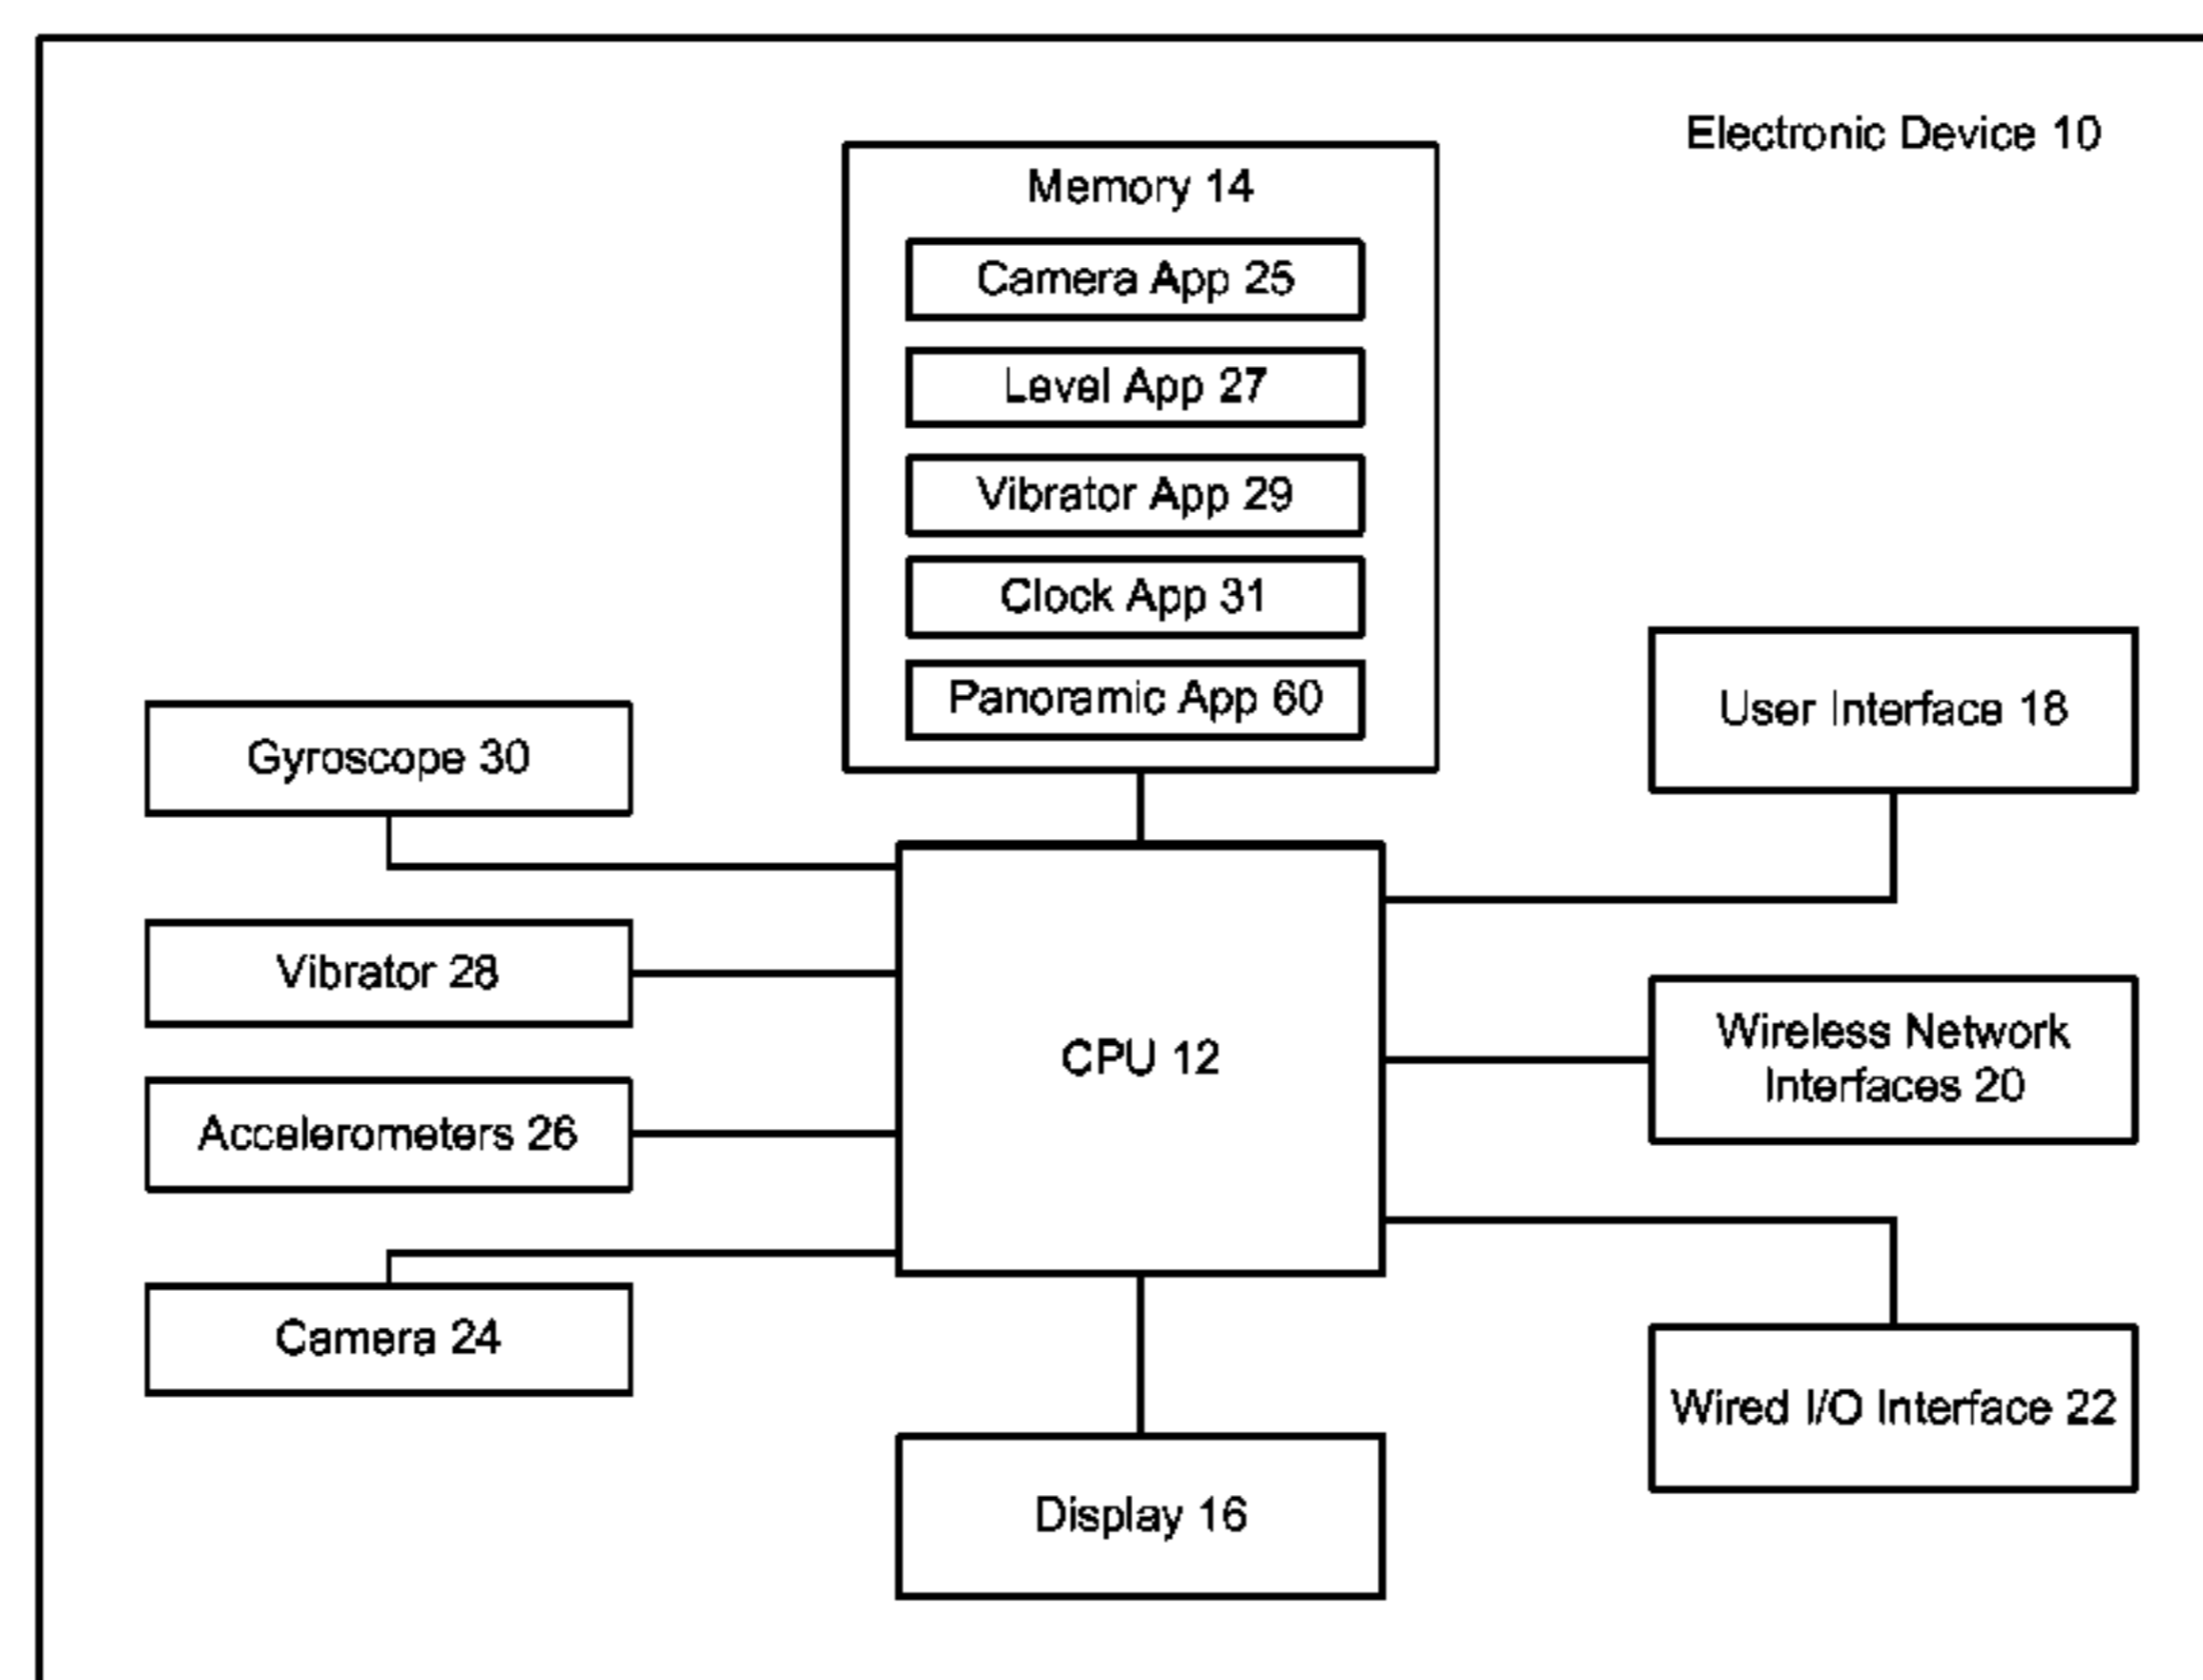 Electronic Device 10
Memory 14
Camera App 25
Level App 27
Vibrator App 29
Clock App 31
Panoramic App 60
User Interface 18
Gyroscope 30
Vibrator 28
CPU 12
Wireless Network
Interfaces 20
Accelerometers 26
Camera 24
Wired I/O Interface 22
Display 16